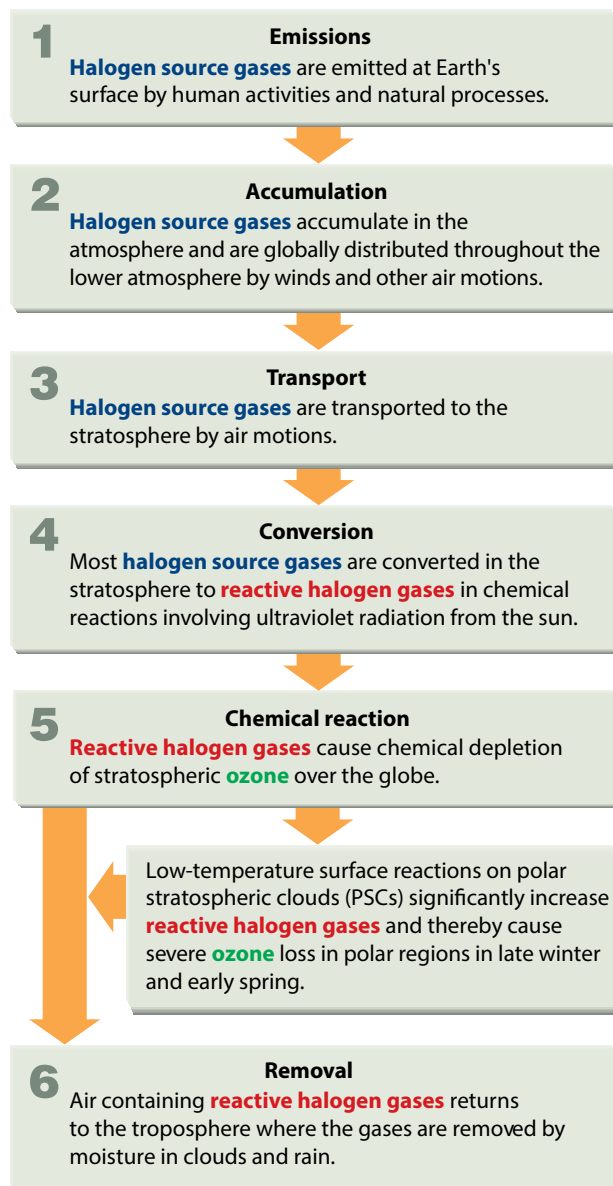 1
Emissions
Halogen source gases are emitted at Earth's
surface by human activities and natural processes.
2
Accumulation
Halogen source gases accumulate in the
atmosphere and are globally distributed throughout the
lower atmosphere by winds and other air motions.
3
Transport
Halogen source gases are transported to the
stratosphere by air motions.
4
Conversion
Most halogen source gases are converted in the
stratosphere to reactive halogen gases in chemical
reactions involving ultraviolet radiation from the sun.
5
Chemical reaction
Reactive halogen gases cause chemical depletion
of stratospheric ozone over the globe.
Low-temperature surface reactions on polar
stratospheric clouds (PSCs) significantly increase
reactive halogen gases and thereby cause
severe ozone loss in polar regions in late winter
and early spring.
6
Removal
Air containing reactive halogen gases returns
to the troposphere where the gases are removed by
moisture in clouds and rain.